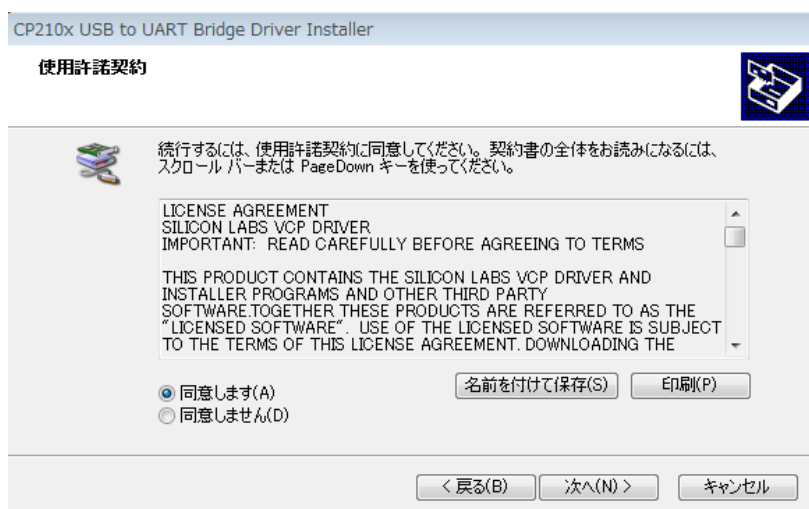 CP210x USB to UART Bridge Driver Installer
使用許諾契約
続行するには、使用許諾契約に同意してください。契約書の全体をお読みになるには、
スクロール バーまたは PageDown キーを使ってください。
LICENSE AGREEMENT
SILICON LABS VCP DRIVER
IMPORTANT: READ CAREFULLY BEFORE AGREEING TO TERMS
THIS PRODUCT CONTAINS THE SILICON LABS VCP DRIVER AND
INSTALLER PROGRAMS AND OTHER THIRD PARTY
SOFTWARE.TOGETHER THESE PRODUCTS ARE REFERRED TO AS THE
"LICENSED SOFTWARE". USE OF THE LICENSED SOFTWARE IS SUBJECT
TO THE TERMS OF THIS LICENSE AGREEMENT. DOWNLOADING THE
同意します(A)
名前を付けて保存(S)
印刷(P)
同意しません(D)
< 戻る(B)
次へ(N) >
キャンセル